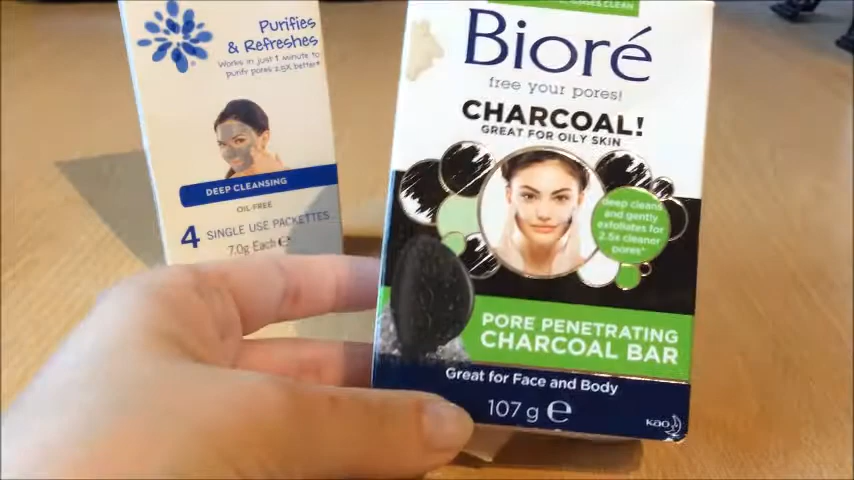 Purifies
& Refreshes
Works in just 1 minute to
purify pores 2.5X better*
DEEP CLEANSING
OIL FREE
4 SINGLE USE PACKETTES
7.0g Each ℮
CLEAN
Bioré
free your pores!
CHARCOAL!
GREAT FOR OILY SKIN
deep cleans
and gently
exfoliates for
2.5x cleaner
pores*
PORE PENETRATING
CHARCOAL BAR
Great for Face and Body
107 g ℮
Kao